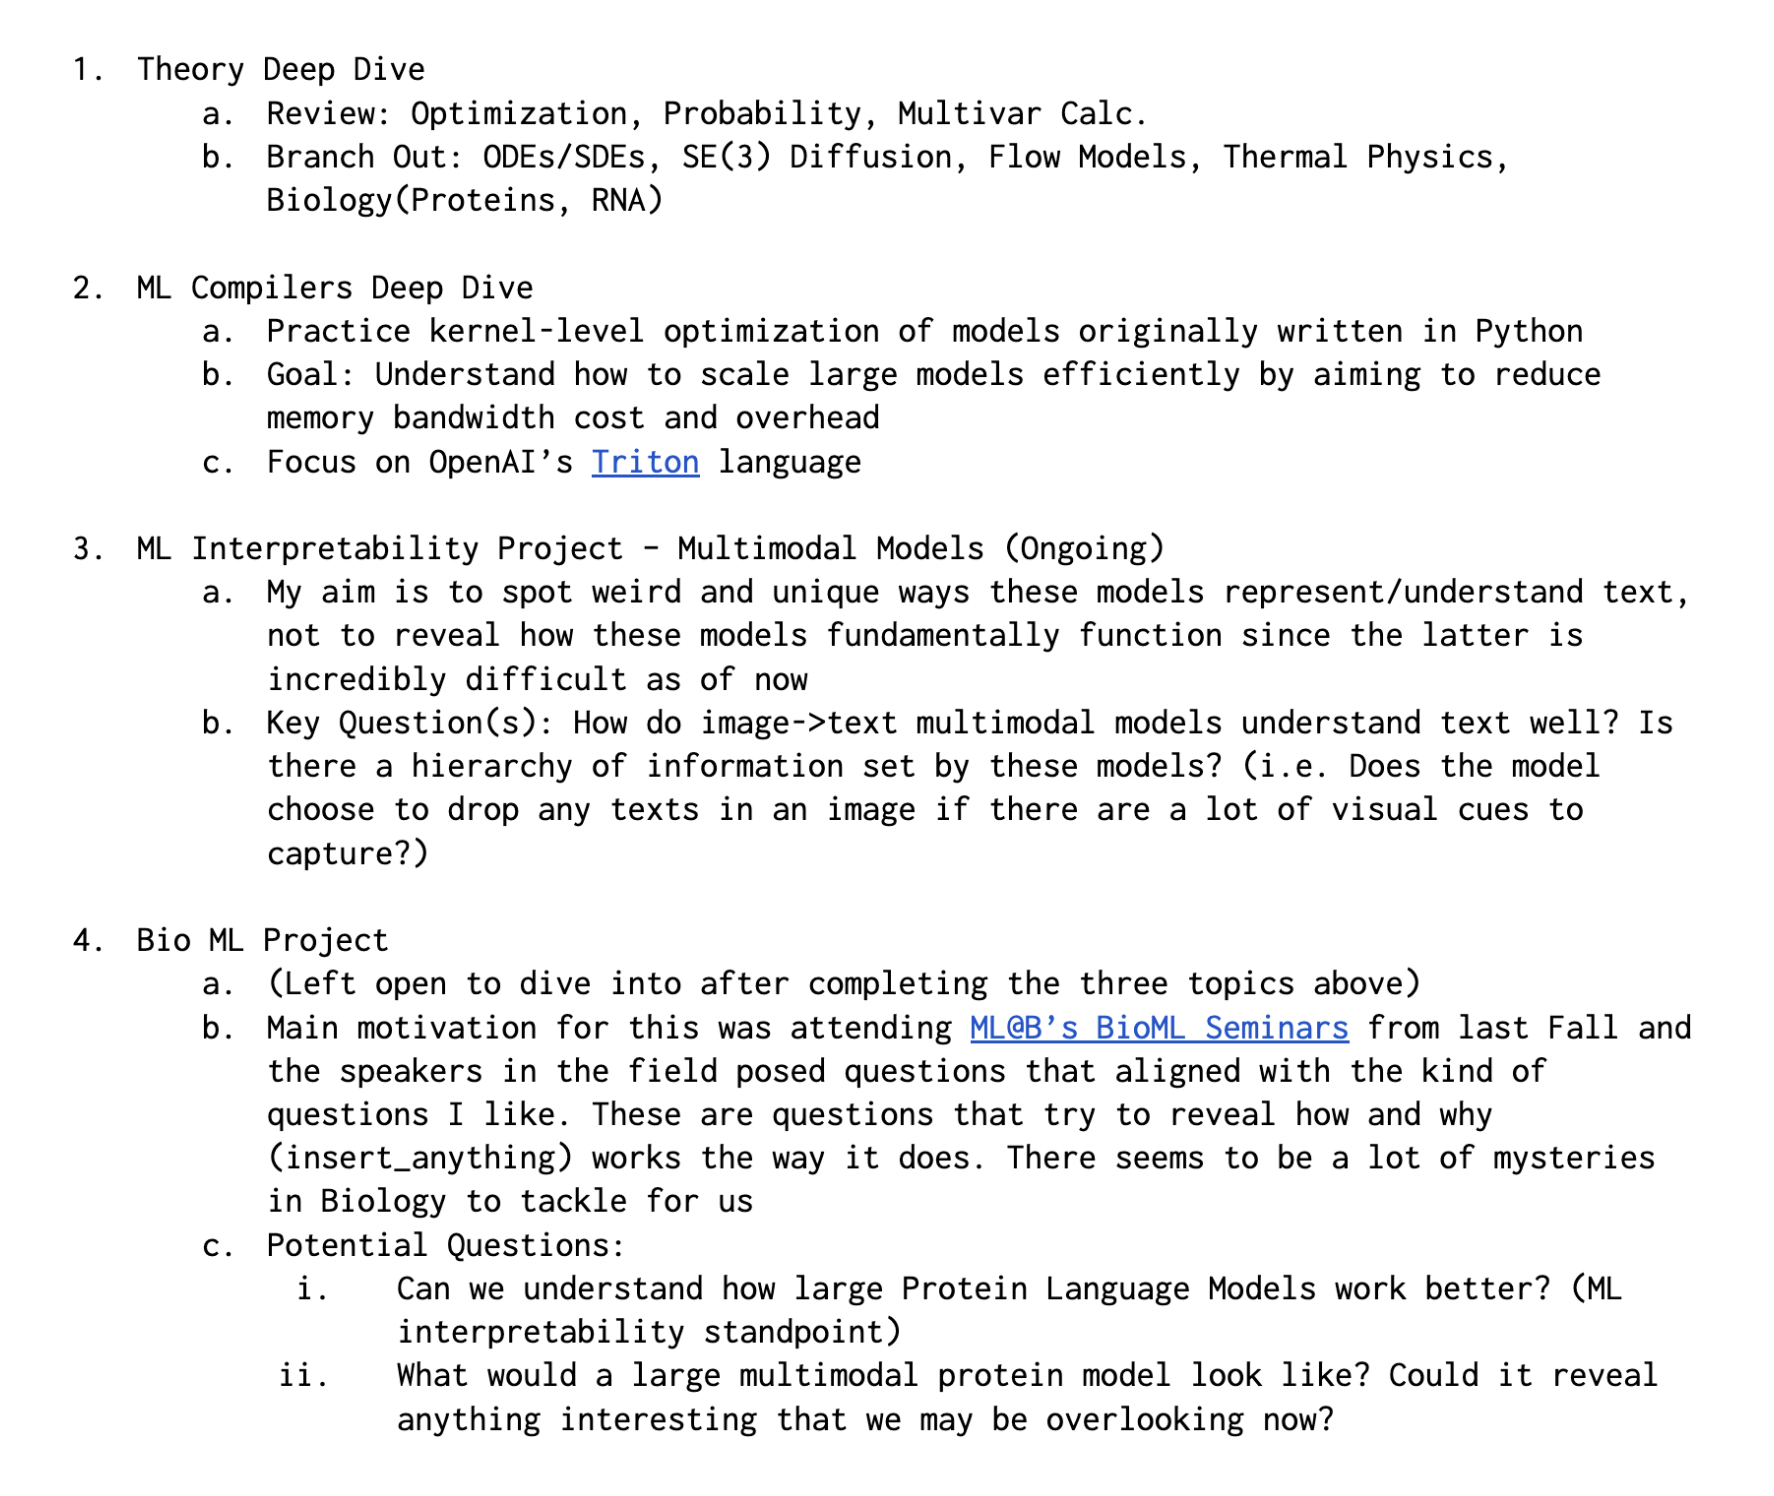 1. Theory Deep Dive
a. Review: Optimization, Probability, Multivar Calc.
b. Branch Out: ODEs/SDEs, SE(3) Diffusion, Flow Models, Thermal Physics,
Biology(Proteins, RNA)
2. ML Compilers Deep Dive
a. Practice kernel-level optimization of models originally written in Python
b. Goal: Understand how to scale large models efficiently by aiming to reduce
memory bandwidth cost and overhead
c. Focus on OpenAI’s Triton language
3. ML Interpretability Project – Multimodal Models (Ongoing)
a. My aim is to spot weird and unique ways these models represent/understand text,
not to reveal how these models fundamentally function since the latter is
incredibly difficult as of now
b. Key Question(s): How do image->text multimodal models understand text well? Is
there a hierarchy of information set by these models? (i.e. Does the model
choose to drop any texts in an image if there are a lot of visual cues to
capture?)
4. Bio ML Project
a. (Left open to dive into after completing the three topics above)
b. Main motivation for this was attending ML@B’s BioML Seminars from last Fall and
the speakers in the field posed questions that aligned with the kind of
questions I like. These are questions that try to reveal how and why
(insert_anything) works the way it does. There seems to be a lot of mysteries
in Biology to tackle for us
c. Potential Questions:
i. Can we understand how large Protein Language Models work better? (ML
interpretability standpoint)
ii. What would a large multimodal protein model look like? Could it reveal
anything interesting that we may be overlooking now?